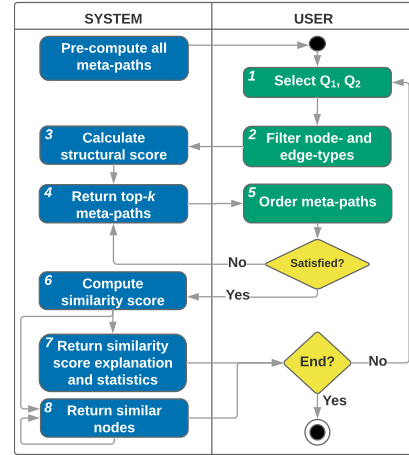 SYSTEM
USER
Pre-compute all
meta-paths
1
Select Q₁, Q₂
3
Calculate
structural score
2
Filter node- and
edge-types
4
Return top-k
meta-paths
5
Order meta-paths
No
Satisfied?
Yes
6
Compute
similarity score
7
Return similarity
score explanation
and statistics
End?
No
8
Return similar
nodes
Yes